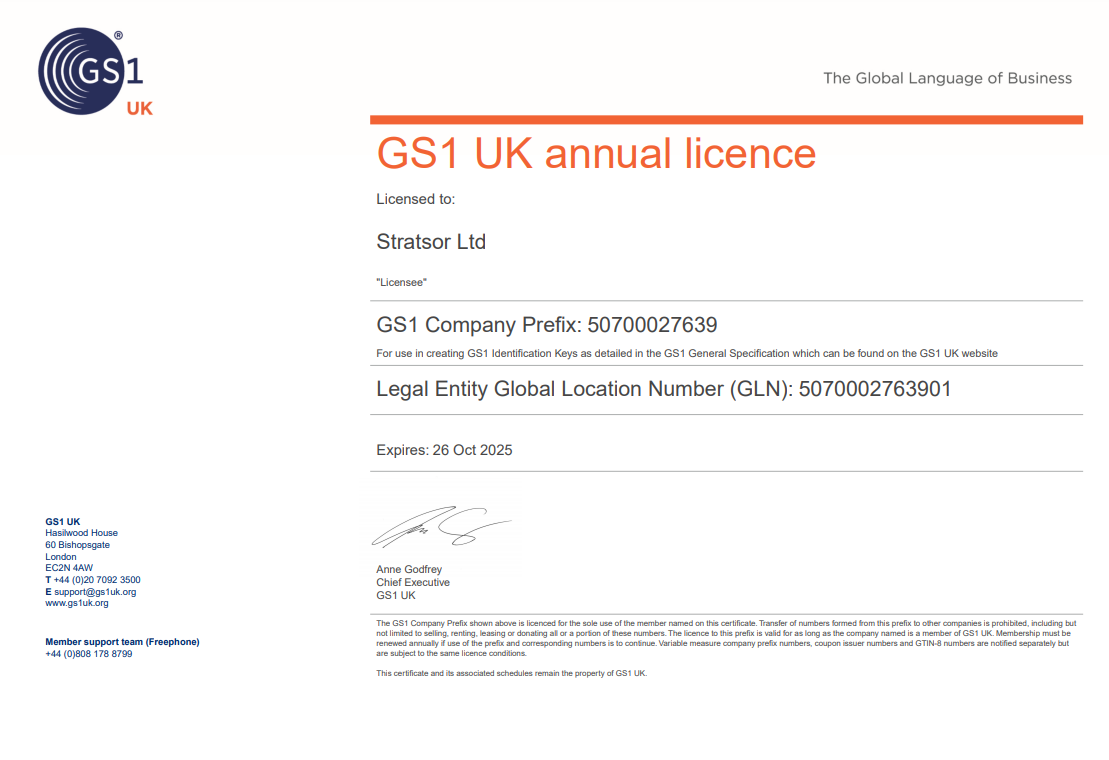 GS1
®
UK
The Global Language of Business
GS1 UK annual licence
Licensed to:
Stratsor Ltd
"Licensee"
GS1 Company Prefix: 50700027639
For use in creating GS1 Identification Keys as detailed in the GS1 General Specification which can be found on the GS1 UK website
Legal Entity Global Location Number (GLN): 5070002763901
Expires: 26 Oct 2025
GS1 UK
Hasilwood House
60 Bishopsgate
London
EC2N 4AW
T +44 (0)20 7092 3500
E support@gs1uk.org
www.gs1uk.org
Member support team (Freephone)
+44 (0)808 178 8799
Anne Godfrey
Chief Executive
GS1 UK
The GS1 Company Prefix shown above is licenced for the sole use of the member named on this certificate. Transfer of numbers formed from this prefix to other companies is prohibited, including but
not limited to selling, renting, leasing or donating all or a portion of these numbers. The licence to this prefix is valid for as long as the company named is a member of GS1 UK. Membership must be
renewed annually if use of the prefix and corresponding numbers is to continue. Variable measure company prefix numbers, coupon issuer numbers and GTIN-8 numbers are notified separately but
are subject to the same licence conditions.
This certificate and its associated schedules remain the property of GS1 UK.